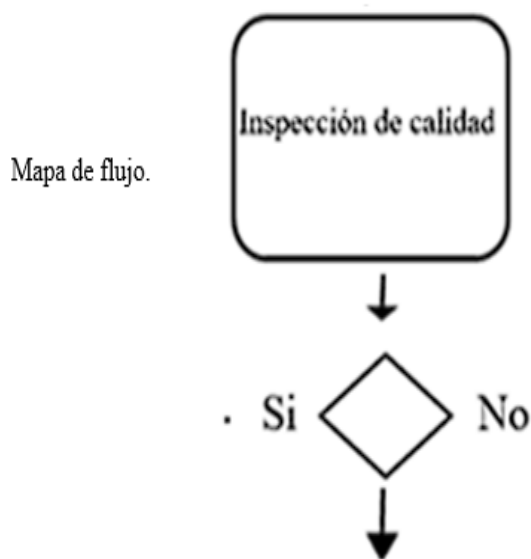 Inspección de calidad
Mapa de flujo.
. Si No